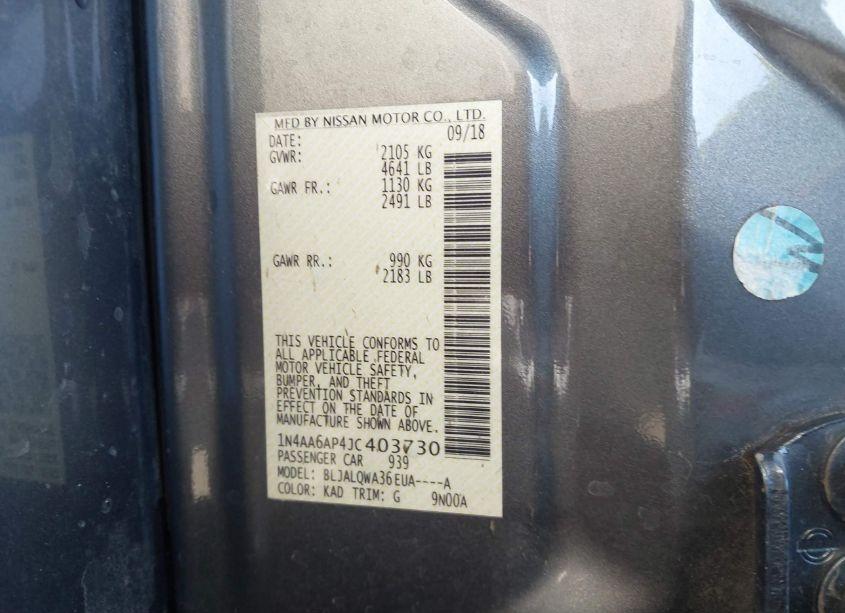 MFD BY NISSAN MOTOR CO., LTD.
DATE: 09/18
GVWR: 2105 KG
4641 LB
GAWR FR.: 1130 KG
2491 LB
GAWR RR.: 990 KG
2183 LB
THIS VEHICLE CONFORMS TO
ALL APPLICABLE FEDERAL
MOTOR VEHICLE SAFETY,
BUMPER, AND THEFT
PREVENTION STANDARDS IN
EFFECT ON THE DATE OF
MANUFACTURE SHOWN ABOVE.
1N4AA6AP4JC403730
PASSENGER CAR 939
MODEL: BLJALQWA36EUA----A
COLOR: KAD TRIM: G 9N00A